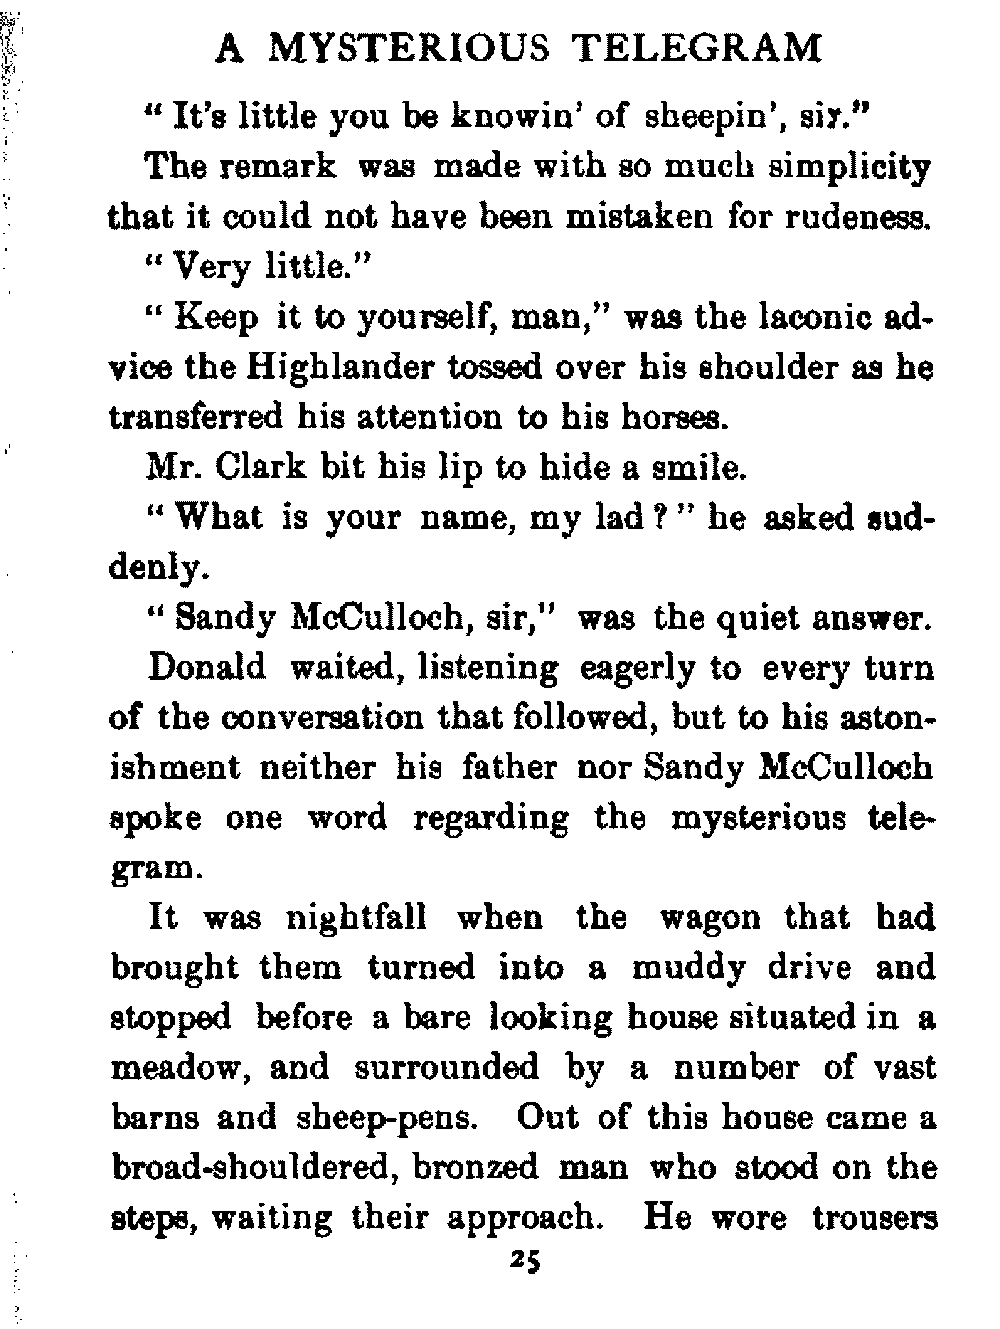 A MYSTERIOUS TELEGRAM
“ It’s little you be knowin’ of sheepin’, sir.”
The remark was made with so much simplicity
that it could not have been mistaken for rudeness.
“ Very little.”
“ Keep it to yourself, man,” was the laconic ad-
vice the Highlander tossed over his shoulder as he
transferred his attention to his horses.
Mr. Clark bit his lip to hide a smile.
“ What is your name, my lad ? ” he asked sud-
denly.
“ Sandy McCulloch, sir,” was the quiet answer.
Donald waited, listening eagerly to every turn
of the conversation that followed, but to his aston-
ishment neither his father nor Sandy McCulloch
spoke one word regarding the mysterious tele-
gram.
It was nightfall when the wagon that had
brought them turned into a muddy drive and
stopped before a bare looking house situated in a
meadow, and surrounded by a number of vast
barns and sheep-pens. Out of this house came a
broad-shouldered, bronzed man who stood on the
steps, waiting their approach. He wore trousers
25